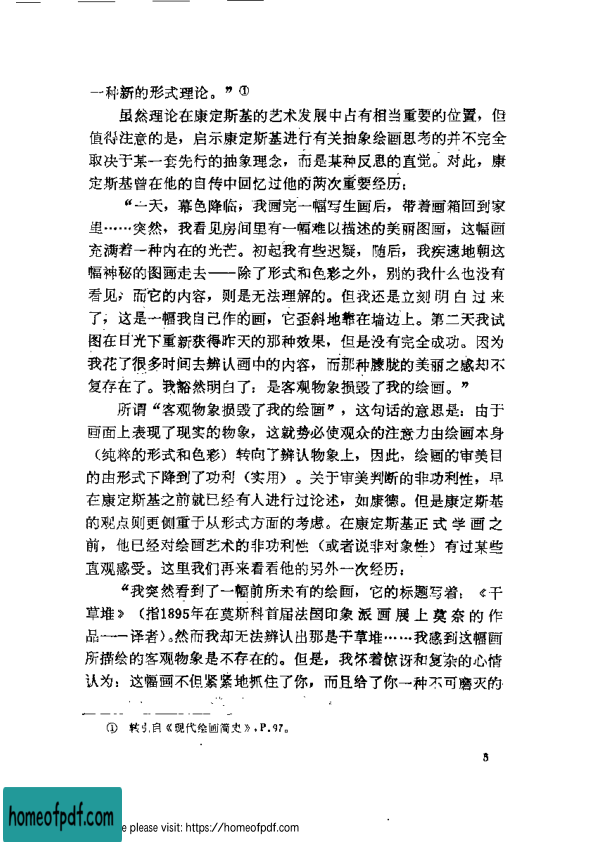 一种新的形式理论。”①
虽然理论在康定斯基的艺术发展中占有相当重要的位置，但
值得注意的是，启示康定斯基进行有关抽象绘画思考的并不完全
取决于某一套先行的抽象理念，而是某种反思的直觉。对此，康
定斯基曾在他的自传中回忆过他的两次重要经历：
“一天，暮色降临，我画完一幅写生画后，带着画箱回到家
里……突然，我看见房间里有一幅难以描述的美丽图画，这幅画
充满着一种内在的光芒。初起我有些迟疑，随后，我疾速地朝这
幅神秘的图画走去——除了形式和色彩之外，别的我什么也没有
看见，而它的内容，则是无法理解的。但我还是立刻明白过来
了，这是一幅我自己作的画，它歪斜地靠在墙边上。第二天我试
图在日光下重新获得昨天的那种效果，但是没有完全成功。因为
我花了很多时间去辨认画中的内容，而那种朦胧的美丽之感却不
复存在了。我豁然明白了：是客观物象损毁了我的绘画。”
所谓“客观物象损毁了我的绘画”，这句话的意思是：由于
画面上表现了现实的物象，这就势必使观众的注意力由绘画本身
（纯粹的形式和色彩）转向了辨认物象上，因此，绘画的审美目
的由形式下降到了功利（实用）。关于审美判断的非功利性，早
在康定斯基之前就已经有人进行过论述，如康德。但是康定斯基
的观点则更侧重于从形式方面的考虑。在康定斯基正式学画之
前，他已经对绘画艺术的非功利性（或者说非对象性）有过某些
直观感受。这里我们再来看看他的另外一次经历：
“我突然看到了一幅前所未有的绘画，它的标题写着：《干
草堆》（指1895年在莫斯科首届法国印象派画展上莫奈的作
品——译者）。然而我却无法辨认出那是干草堆……我感到这幅画
所描绘的客观物象是不存在的。但是，我怀着惊讶和复杂的心情
认为：这幅画不但紧紧地抓住了你，而且给了你一种不可磨灭的
① 转引自《现代绘画简史》，P.97。
3
homeofpdf.com
e please visit: https://homeofpdf.com